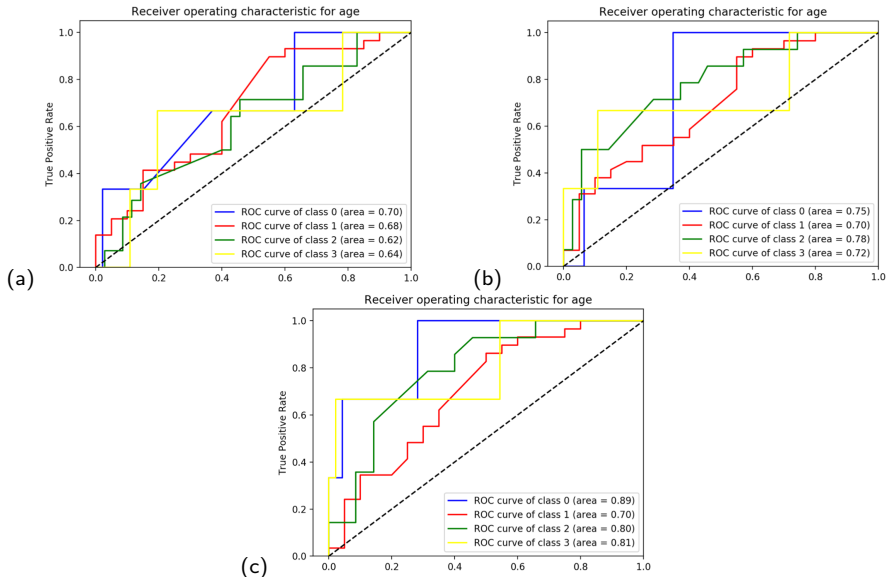 Receiver operating characteristic for age
1.0
0.8
0.6
0.4
0.2
0.0
True Positive Rate
ROC curve of class 0 (area = 0.70)
ROC curve of class 1 (area = 0.68)
ROC curve of class 2 (area = 0.62)
ROC curve of class 3 (area = 0.64)
0.0 0.2 0.4 0.6 0.8 1.0
(a)
Receiver operating characteristic for age
1.0
0.8
0.6
0.4
0.2
0.0
True Positive Rate
ROC curve of class 0 (area = 0.75)
ROC curve of class 1 (area = 0.70)
ROC curve of class 2 (area = 0.78)
ROC curve of class 3 (area = 0.72)
0.0 0.2 0.4 0.6 0.8 1.0
(b)
Receiver operating characteristic for age
1.0
0.8
0.6
0.4
0.2
0.0
True Positive Rate
ROC curve of class 0 (area = 0.89)
ROC curve of class 1 (area = 0.70)
ROC curve of class 2 (area = 0.80)
ROC curve of class 3 (area = 0.81)
0.0 0.2 0.4 0.6 0.8 1.0
(c)